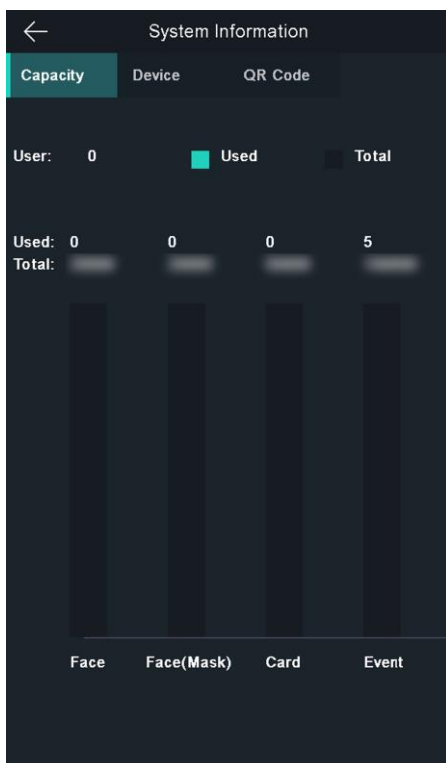 System Information
Capacity Device QR Code
User: 0 Used Total
Used: 0 0 0 5
Total:
Face Face(Mask) Card Event